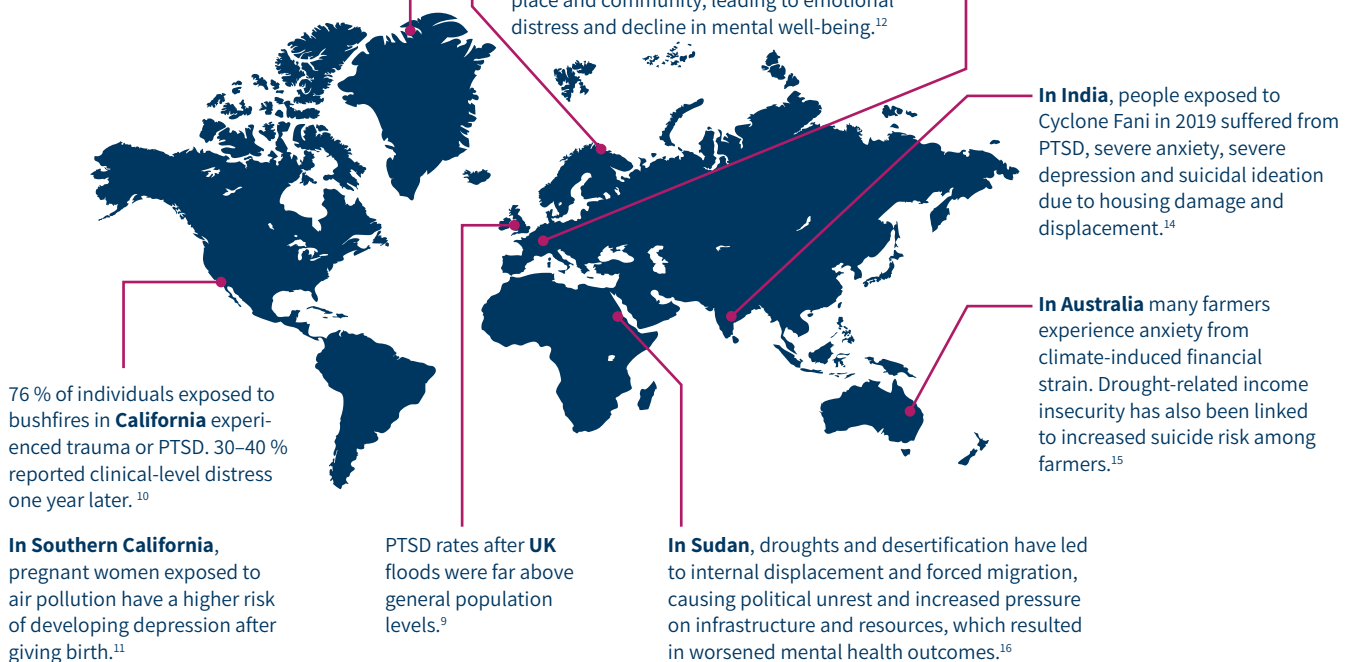 place and community, leading to emotional
distress and decline in mental well-being.12
In India, people exposed to
Cyclone Fani in 2019 suffered from
PTSD, severe anxiety, severe
depression and suicidal ideation
due to housing damage and
displacement.14
In Australia many farmers
experience anxiety from
climate-induced financial
strain. Drought-related income
insecurity has also been linked
to increased suicide risk among
farmers.15
76 % of individuals exposed to
bushfires in California experi-
enced trauma or PTSD. 30–40 %
reported clinical-level distress
one year later. 10
In Southern California,
pregnant women exposed to
air pollution have a higher risk
of developing depression after
giving birth.11
PTSD rates after UK
floods were far above
general population
levels.9
In Sudan, droughts and desertification have led
to internal displacement and forced migration,
causing political unrest and increased pressure
on infrastructure and resources, which resulted
in worsened mental health outcomes.16